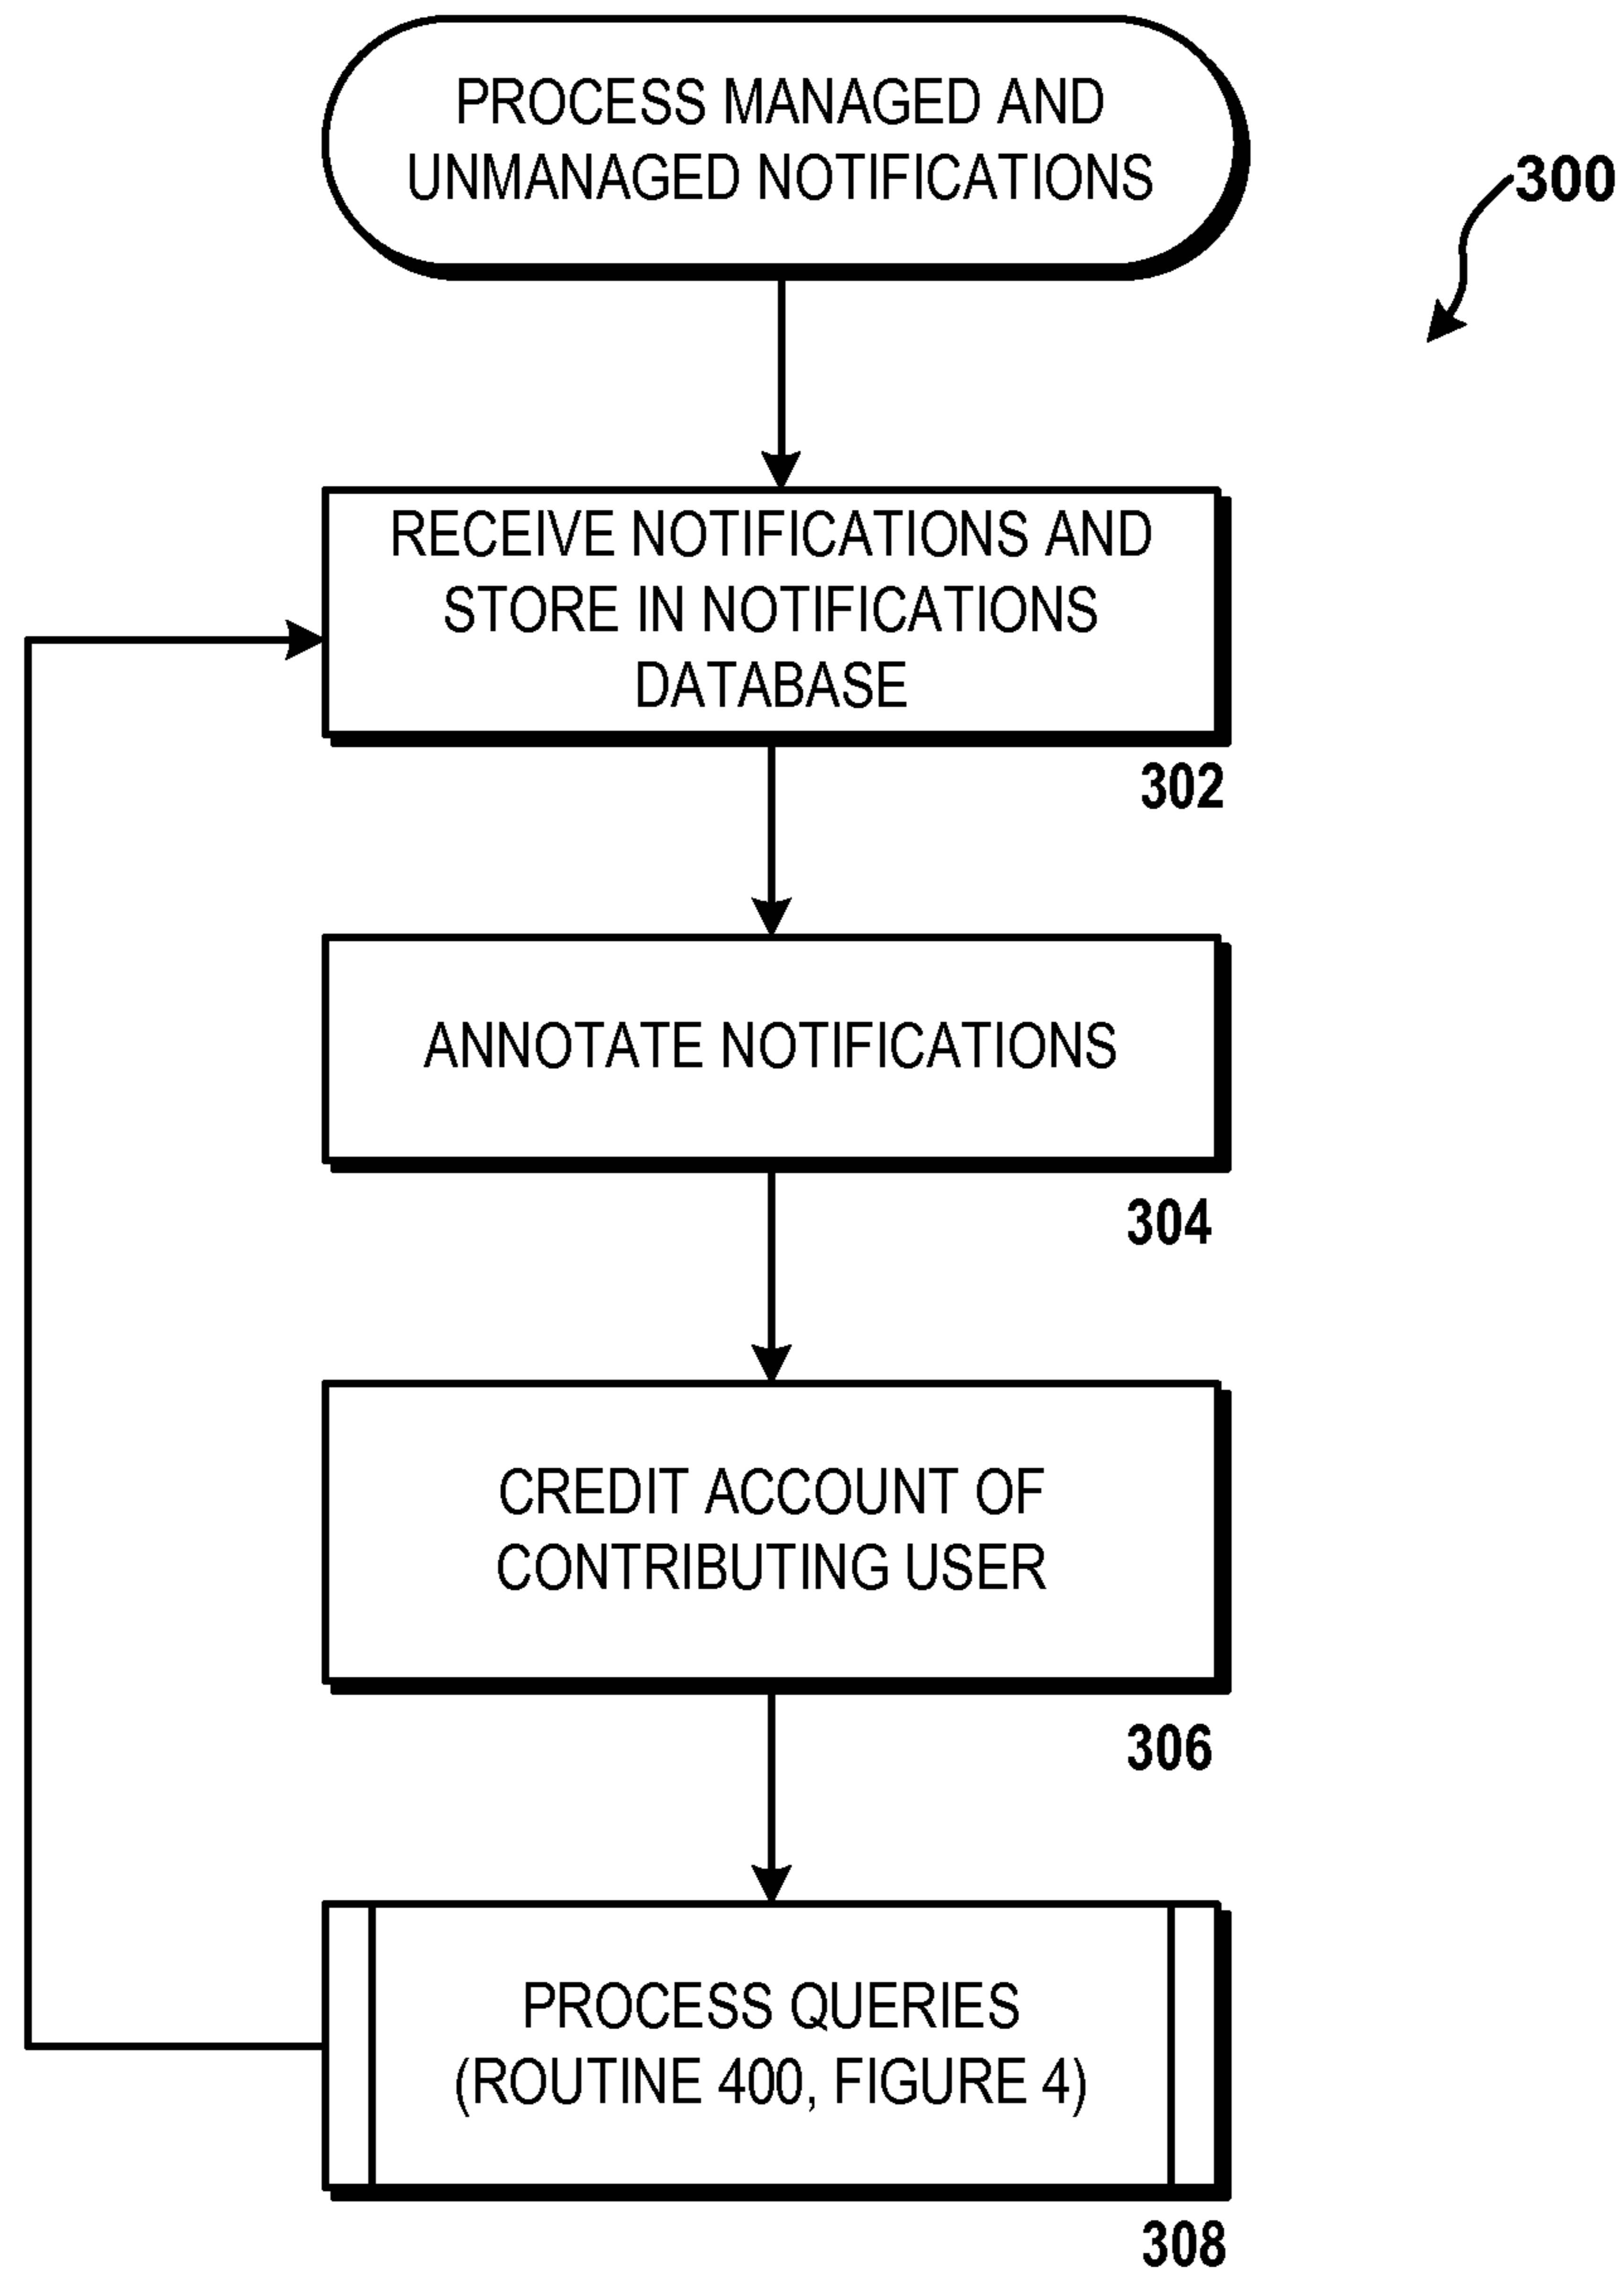 PROCESS MANAGED AND
UNMANAGED NOTIFICATIONS
300
RECEIVE NOTIFICATIONS AND
STORE IN NOTIFICATIONS
DATABASE
302
ANNOTATE NOTIFICATIONS
304
CREDIT ACCOUNT OF
CONTRIBUTING USER
306
PROCESS QUERIES
(ROUTINE 400, FIGURE 4)
308